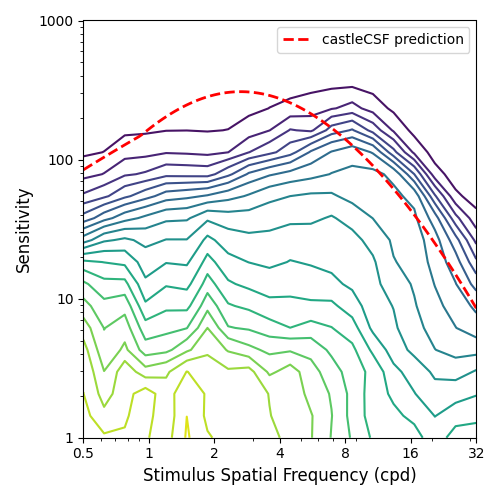 1000
castleCSF prediction
100
Sensitivity
10
1
0.5 1 2 4 8 16 32
Stimulus Spatial Frequency (cpd)